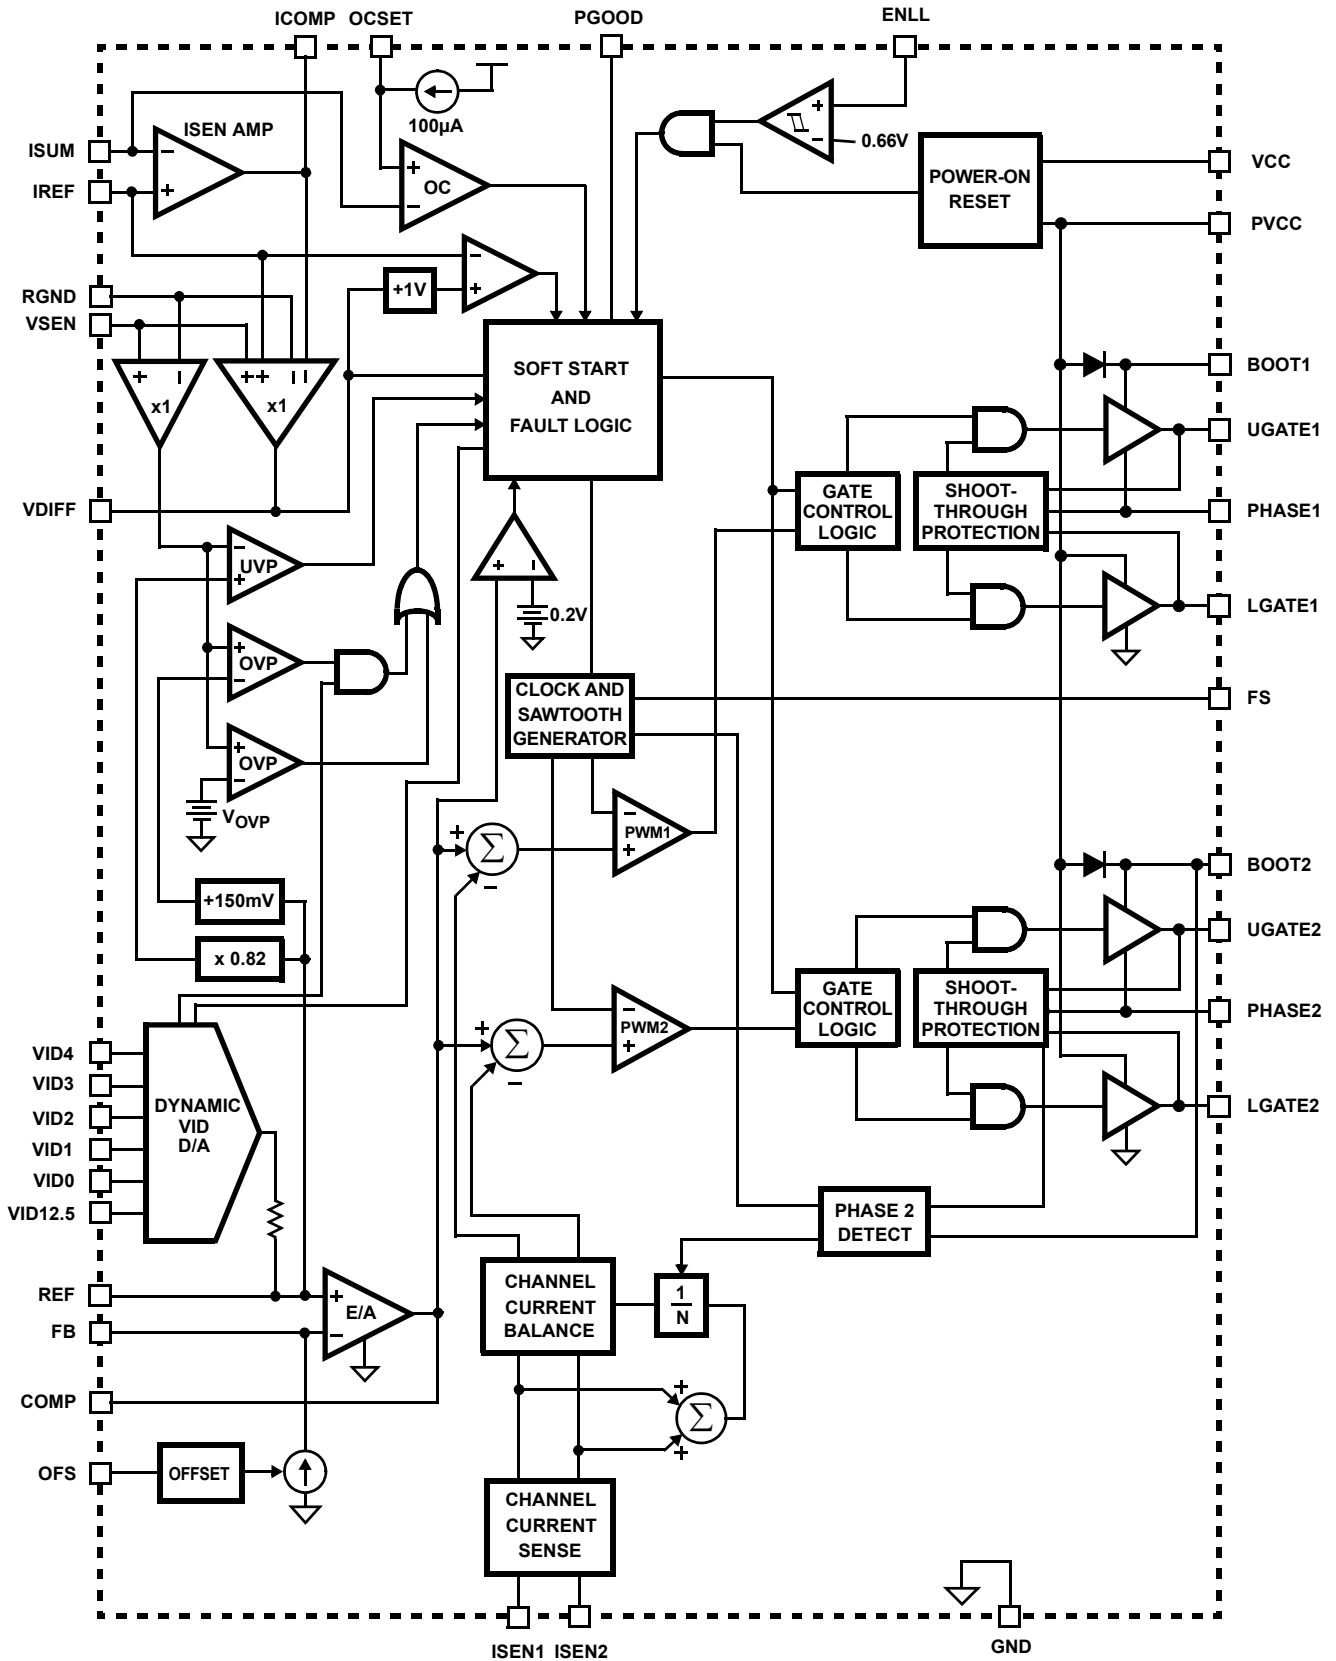 ICOMP OCSET PGOOD ENLL
ISEN AMP
100µA
+
−
0.66V
ISUM
−
IREF
+
+
OC
−
POWER-ON
RESET
VCC
PVCC
−
+
+1V
RGND
VSEN
+ −
x1
++ − −
x1
SOFT START
AND
FAULT LOGIC
BOOT1
UGATE1
VDIFF
GATE
CONTROL
LOGIC
SHOOT-
THROUGH
PROTECTION
PHASE1
−
UVP
+
+ −
0.2V
LGATE1
+
OVP
−
CLOCK AND
SAWTOOTH
GENERATOR
FS
+
OVP
−
VOVP
+
Σ
−
−
PWM1
+
+150mV
x 0.82
BOOT2
UGATE2
GATE
CONTROL
LOGIC
SHOOT-
THROUGH
PROTECTION
PHASE2
+
Σ
−
−
PWM2
+
VID4
VID3
VID2
VID1
VID0
VID12.5
DYNAMIC
VID
D/A
LGATE2
PHASE 2
DETECT
REF
FB
+
E/A
−
CHANNEL
CURRENT
BALANCE
1
N
COMP
+
Σ
+
OFS
OFFSET
CHANNEL
CURRENT
SENSE
ISEN1 ISEN2
GND